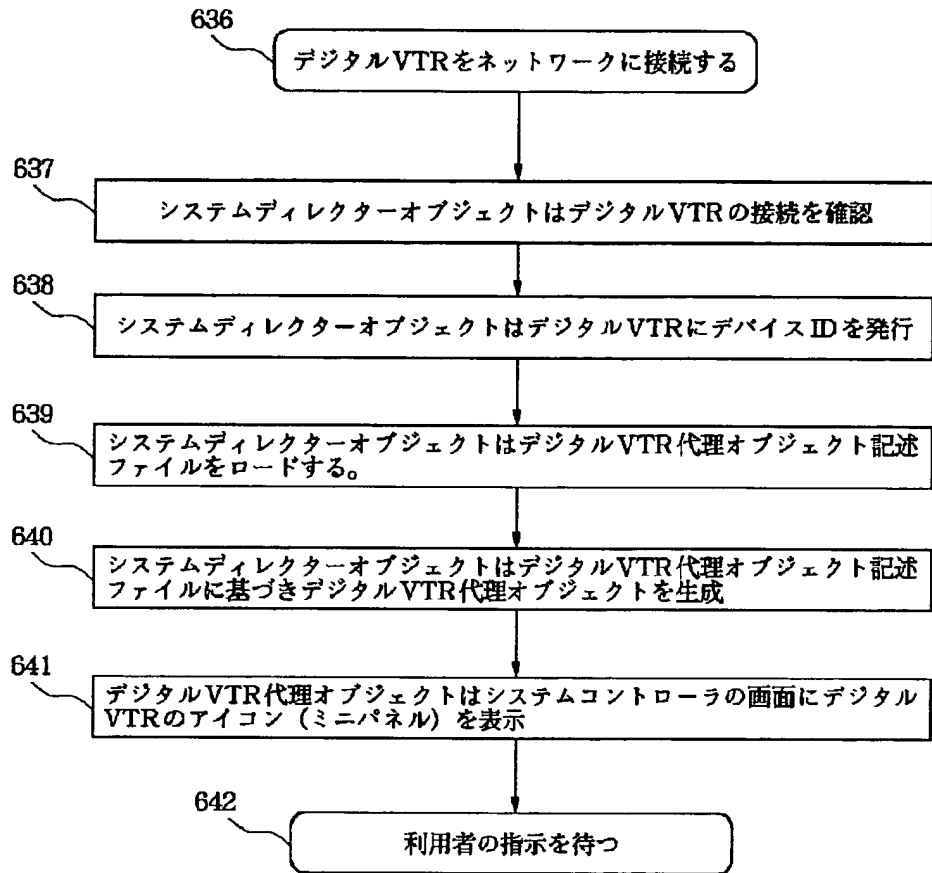 636
デジタルVTRをネットワークに接続する
637
システムディレクターオブジェクトはデジタルVTRの接続を確認
638
システムディレクターオブジェクトはデジタルVTRにデバイスIDを発行
639
システムディレクターオブジェクトはデジタルVTR代理オブジェクト記述
ファイルをロードする。
640
システムディレクターオブジェクトはデジタルVTR代理オブジェクト記述
ファイルに基づきデジタルVTR代理オブジェクトを生成
641
デジタルVTR代理オブジェクトはシステムコントローラの画面にデジタル
VTRのアイコン（ミニパネル）を表示
642
利用者の指示を待つ